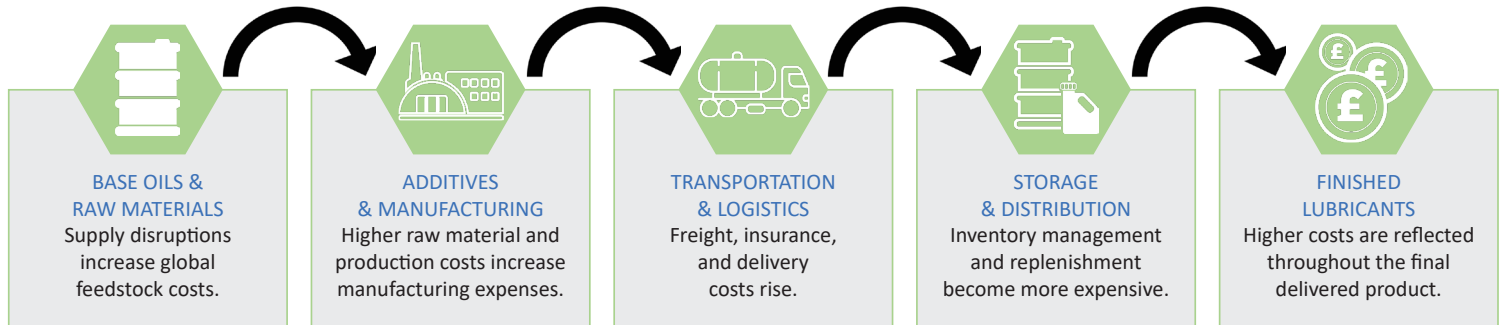 £
£
£
BASE OILS &
RAW MATERIALS
Supply disruptions
increase global
feedstock costs.
ADDITIVES
& MANUFACTURING
Higher raw material and
production costs increase
manufacturing expenses.
TRANSPORTATION
& LOGISTICS
Freight, insurance,
and delivery
costs rise.
STORAGE
& DISTRIBUTION
Inventory management
and replenishment
become more expensive.
FINISHED
LUBRICANTS
Higher costs are reflected
throughout the final
delivered product.